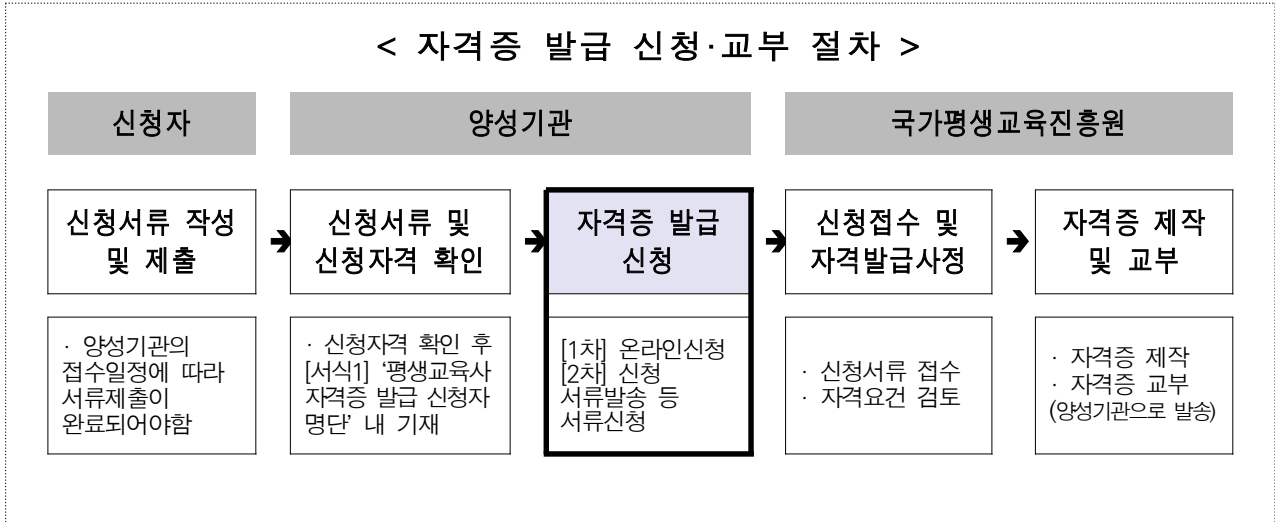 < 자격증 발급 신청·교부 절차 >
신청자
양성기관
국가평생교육진흥원
신청서류 작성
및 제출
➔
신청서류 및
신청자격 확인
➔
자격증 발급
신청
➔
신청접수 및
자격발급사정
➔
자격증 제작
및 교부
· 양성기관의
접수일정에 따라
서류제출이
완료되어야함
· 신청자격 확인 후
[서식1] ‘평생교육사
자격증 발급 신청자
명단’ 내 기재
[1차] 온라인신청
[2차] 신청
서류발송 등
서류신청
· 신청서류 접수
· 자격요건 검토
· 자격증 제작
· 자격증 교부
(양성기관으로 발송)